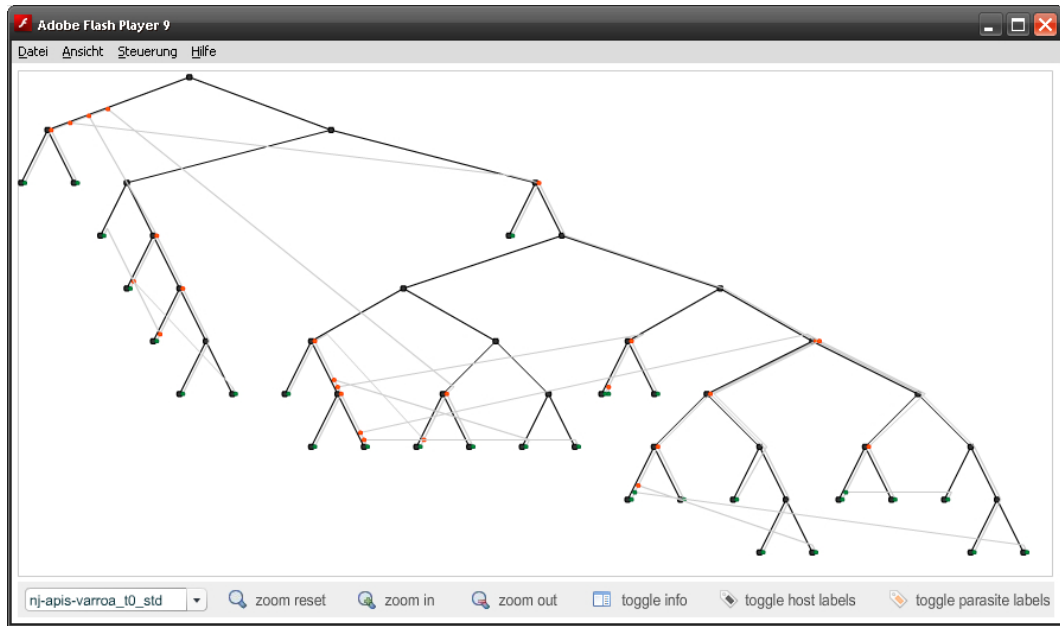 Adobe Flash Player 9
Datei Ansicht Steuerung Hilfe
nj-apis-varroa_t0_std zoom reset zoom in zoom out toggle info toggle host labels toggle parasite labels